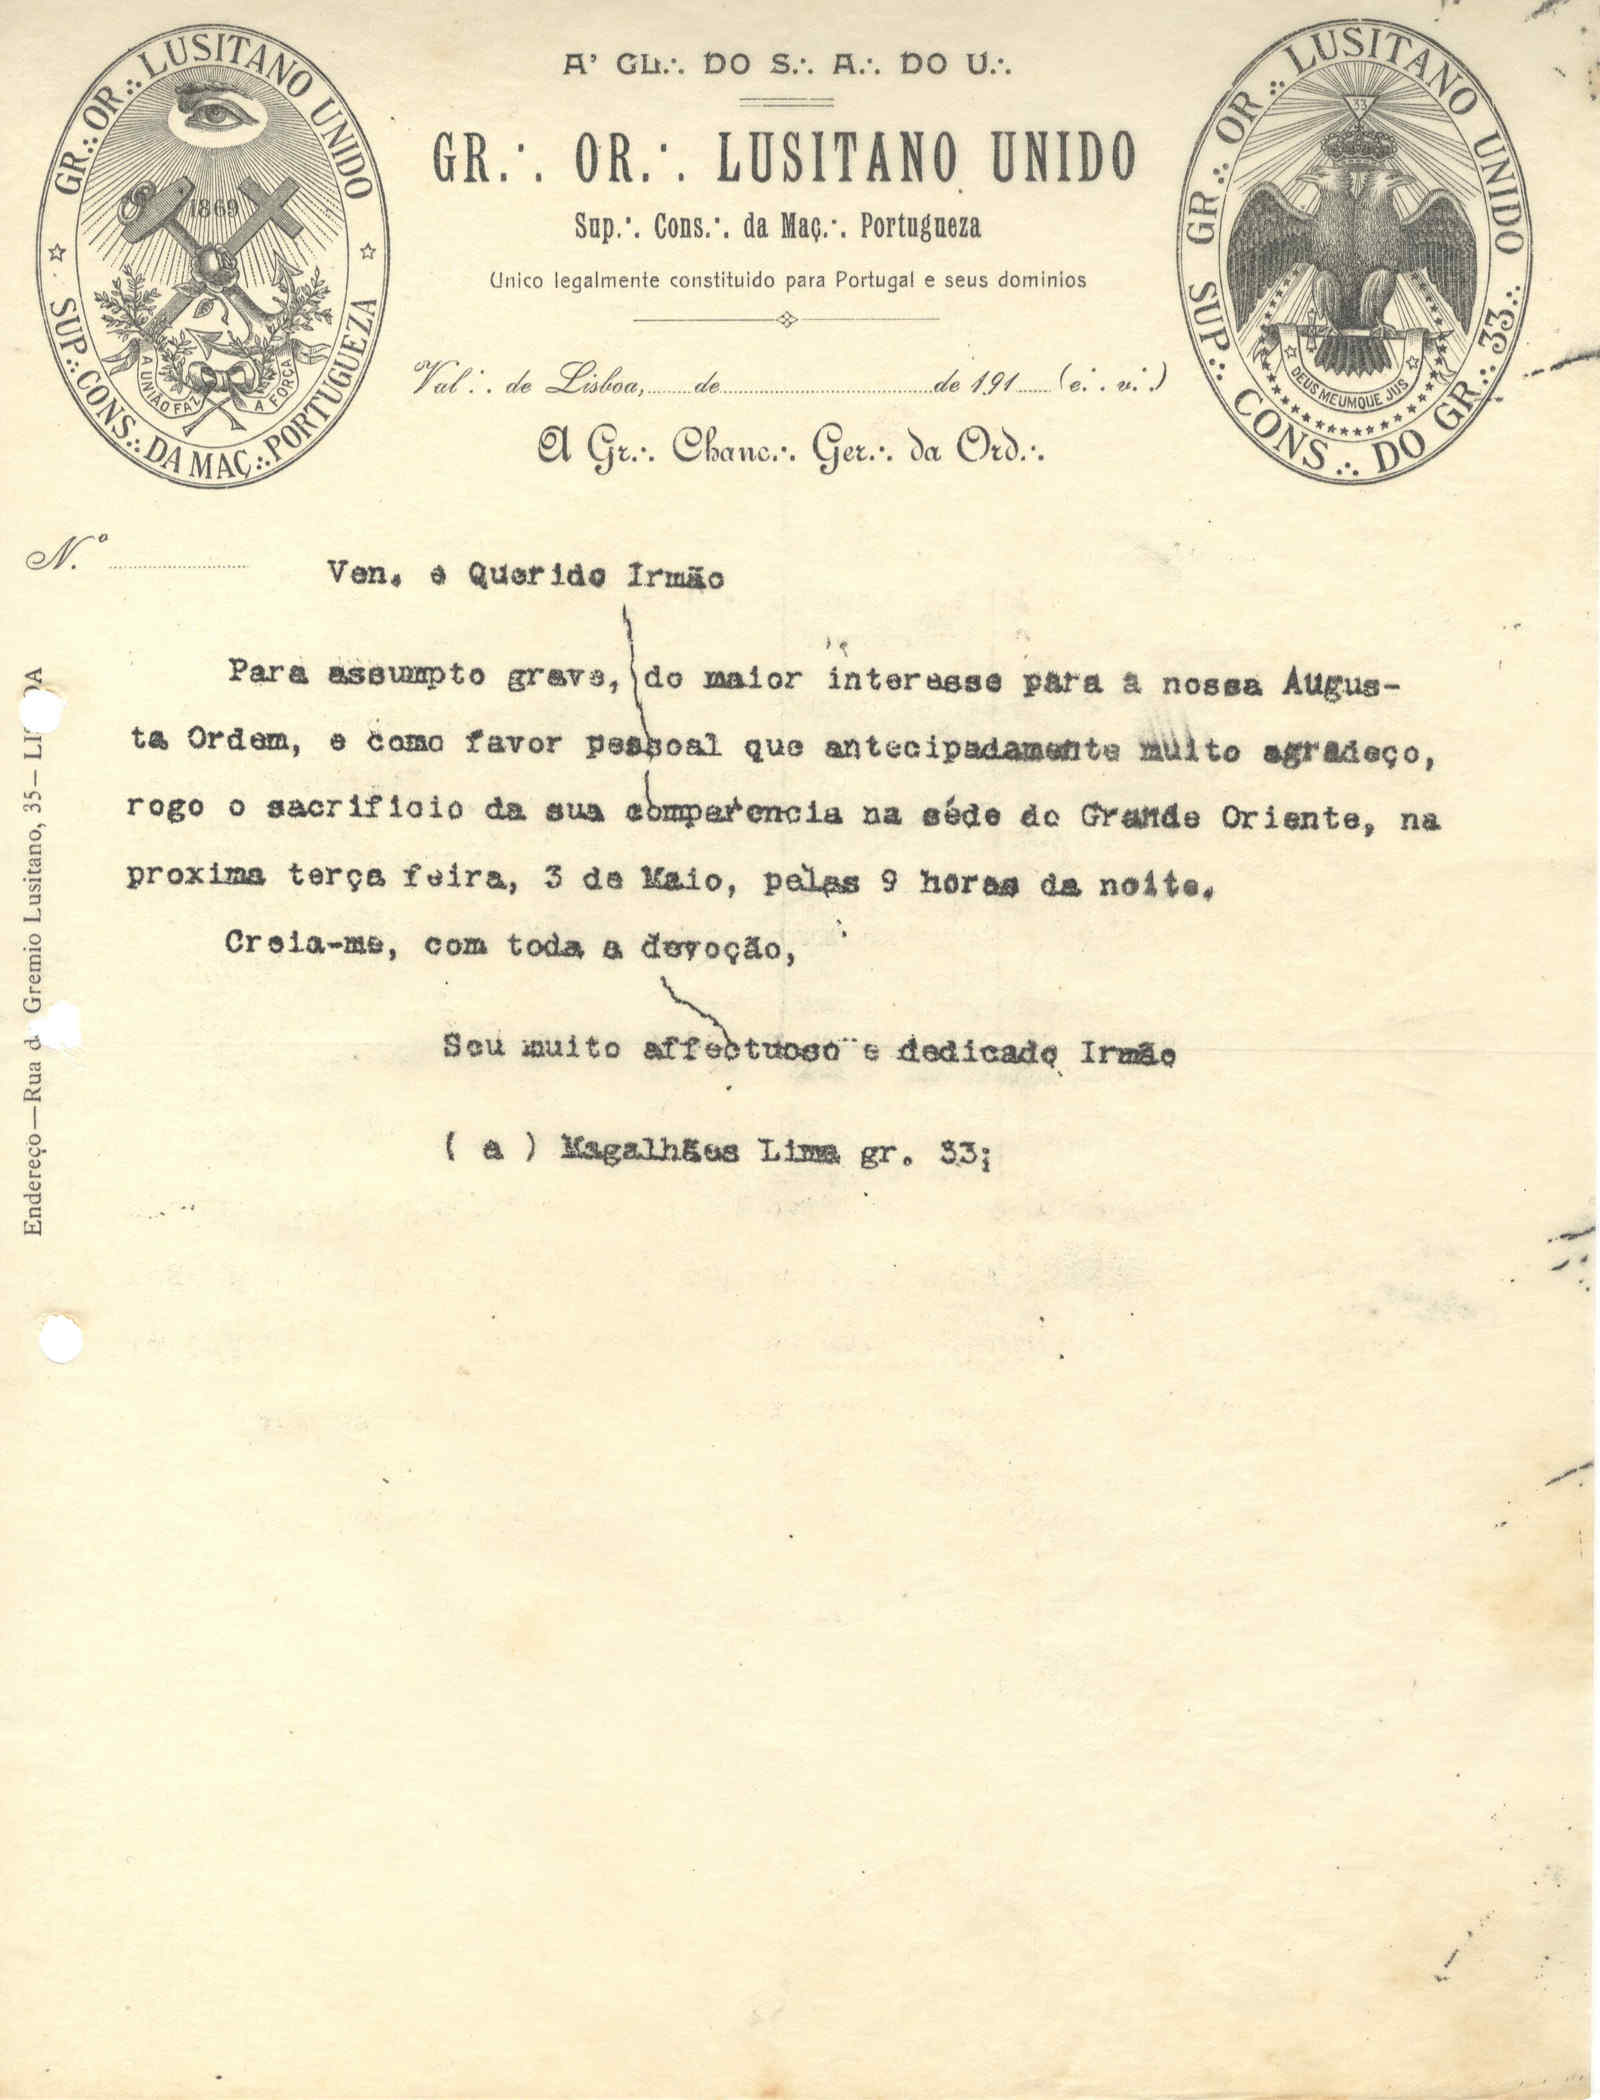 GR.·. OR.·. LUSITANO UNIDO
1869
A UNIÃO FAZ A FORÇA
SUP.·. CONS.·. DA MAÇ.·. PORTUGUEZA
A' GL.·. DO S.·. A.·. DO U.·.
GR.·. OR.·. LUSITANO UNIDO
Sup.·. Cons.·. da Maç.·. Portugueza
Unico legalmente constituido para Portugal e seus dominios
Val.·. de Lisboa, de de 191 (e.·. v.·.)
A Gr.·. Chanc.·. Ger.·. da Ord.·.
GR.·. OR.·. LUSITANO UNIDO
33
DEUS MEUMQUE JUS
SUP.·. CONS.·. DO GR.·. 33.·.
N.º
Ven. e Querido Irmão
Para assumpto grave, do maior interesse para a nossa Augus-
ta Ordem, e como favor pessoal que antecipadamente muito agradeço,
rogo o sacrificio da sua comparencia na séde do Grande Oriente, na
proxima terça feira, 3 de Maio, pelas 9 horas da noite.
Creia-me, com toda a devoção,
Seu muito affectuoso e dedicado Irmão
( a ) Magalhães Lima gr. 33;
Endereço—Rua d Gremio Lusitano, 35—